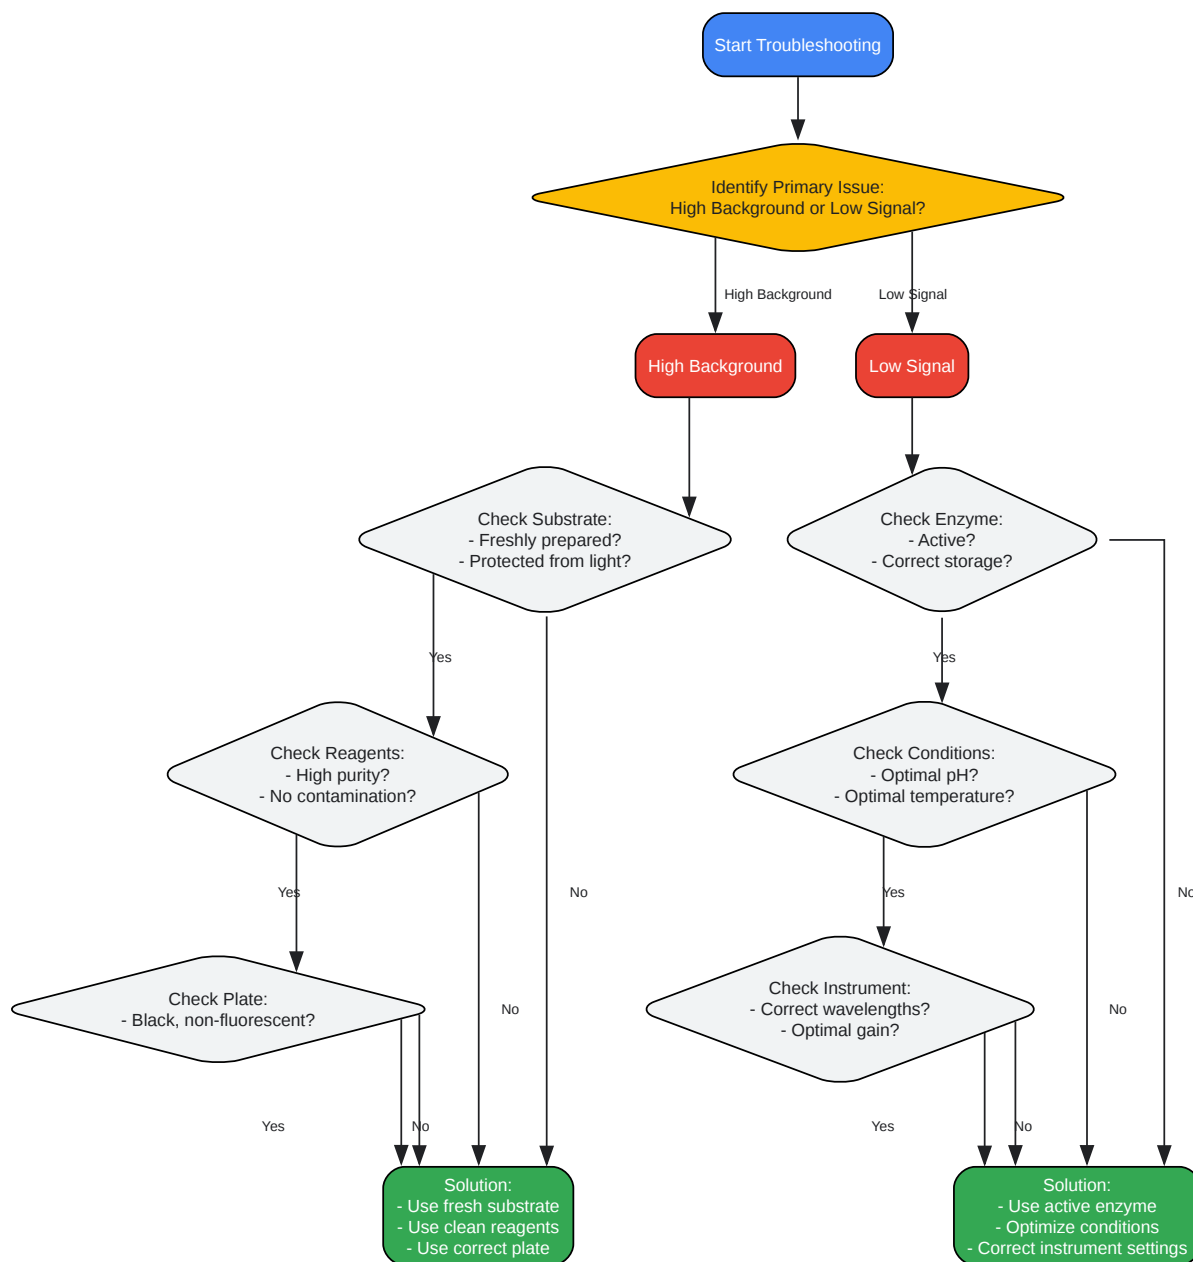 Start Troubleshooting
Identify Primary Issue:
High Background or Low Signal?
High Background
Low Signal
High Background
Low Signal
Check Substrate:
- Freshly prepared?
- Protected from light?
Check Enzyme:
- Active?
- Correct storage?
Yes
Yes
Check Reagents:
- High purity?
- No contamination?
Check Conditions:
- Optimal pH?
- Optimal temperature?
Yes
No
Yes
No
Check Plate:
- Black, non-fluorescent?
No
Check Instrument:
- Correct wavelengths?
- Optimal gain?
No
Yes
No
Yes
No
Solution:
- Use fresh substrate
- Use clean reagents
- Use correct plate
Solution:
- Use active enzyme
- Optimize conditions
- Correct instrument settings